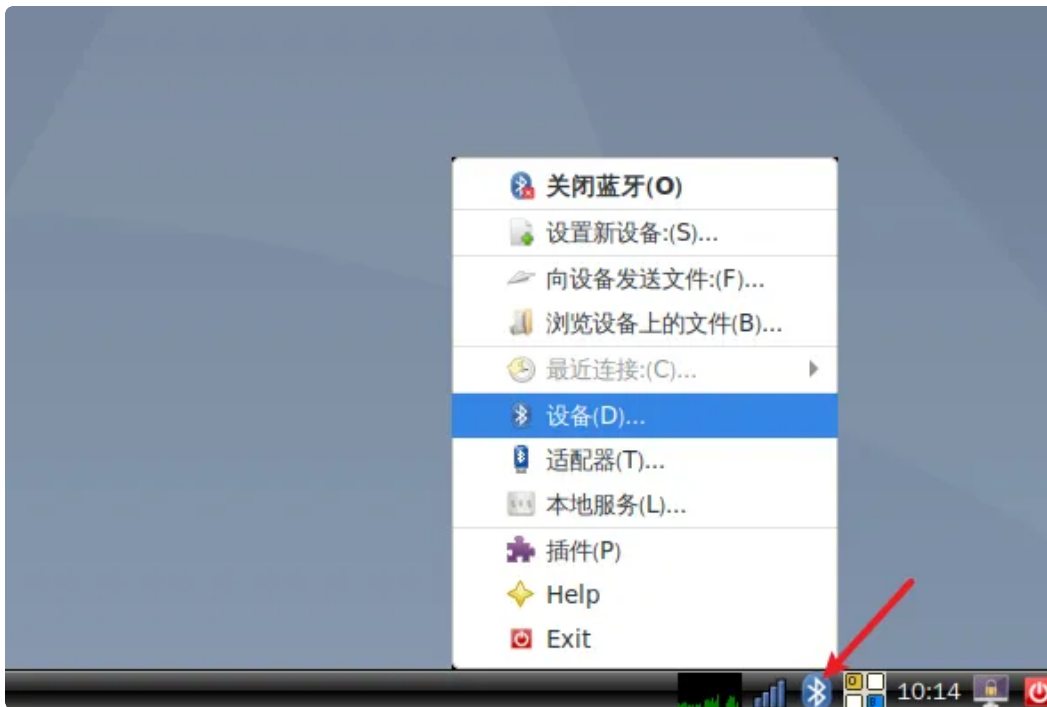 关闭蓝牙(O)
设置新设备:(S)...
向设备发送文件:(F)...
浏览设备上的文件(B)...
最近连接:(C)...
设备(D)...
适配器(T)...
本地服务(L)...
插件(P)
Help
Exit
10:14